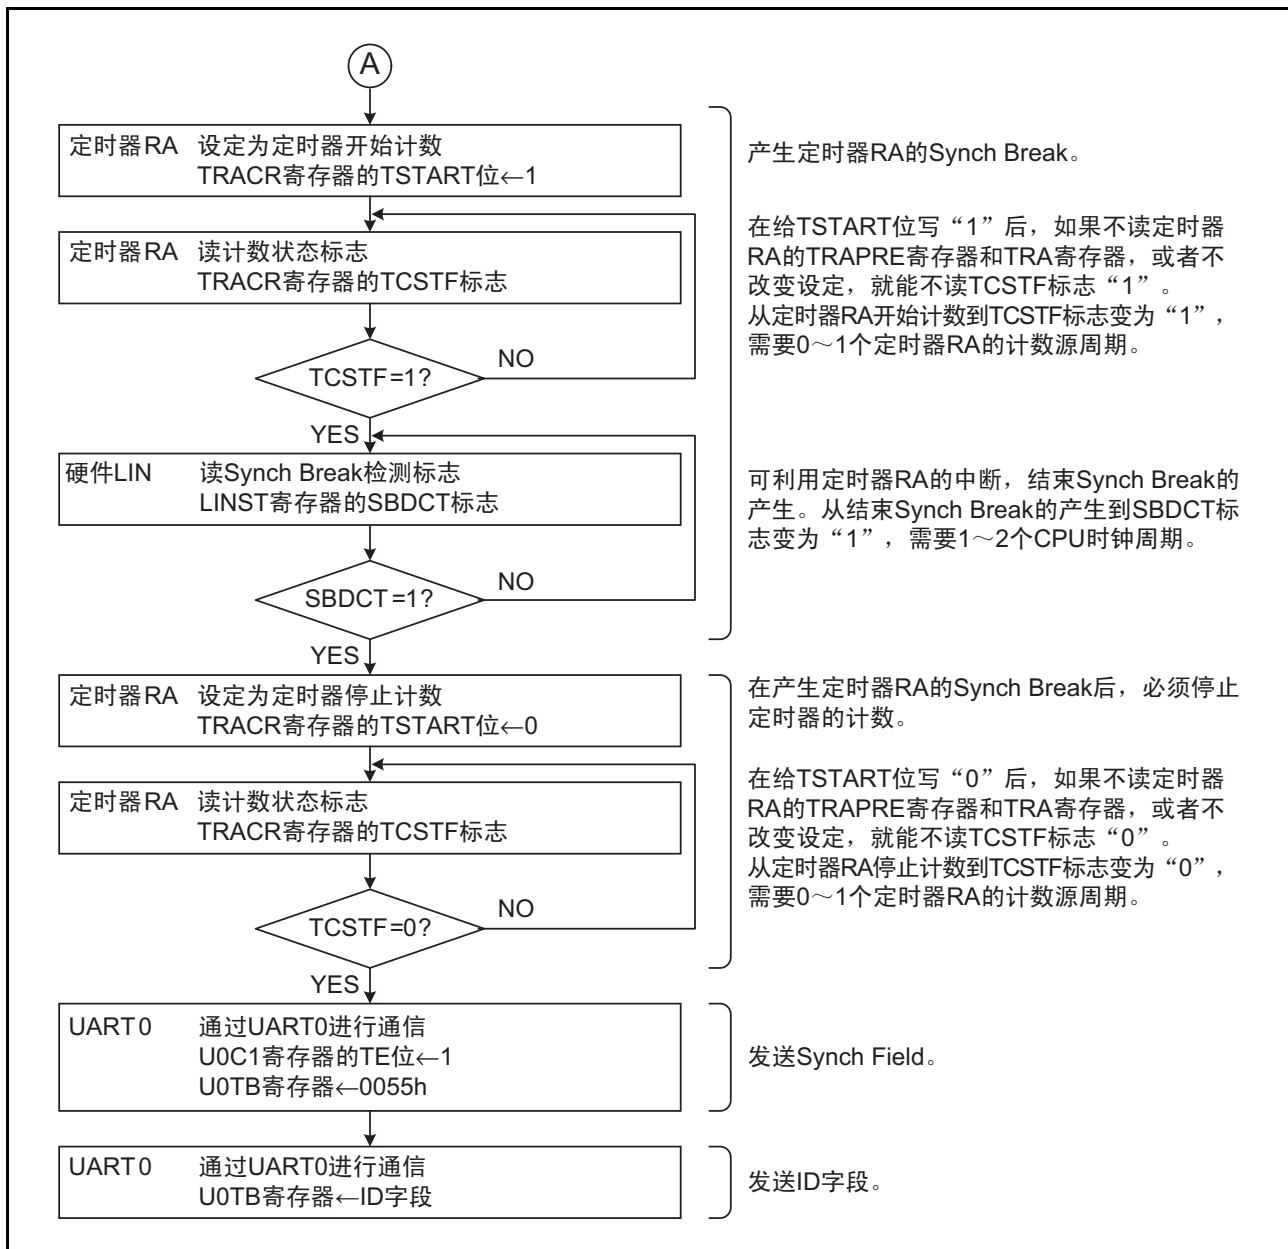 A
定时器RA 设定为定时器开始计数
TRACR寄存器的TSTART位←1
产生定时器RA的Synch Break。
定时器RA 读计数状态标志
TRACR寄存器的TCSTF标志
在给TSTART位写“1”后，如果不读定时器
RA的TRAPRE寄存器和TRA寄存器，或者不
改变设定，就能不读TCSTF标志“1”。
从定时器RA开始计数到TCSTF标志变为“1”，
需要0～1个定时器RA的计数源周期。
TCSTF=1?
NO
YES
硬件LIN 读Synch Break检测标志
LINST寄存器的SBDCT标志
可利用定时器RA的中断，结束Synch Break的
产生。从结束Synch Break的产生到SBDCT标
志变为“1”，需要1～2个CPU时钟周期。
SBDCT=1?
NO
YES
定时器RA 设定为定时器停止计数
TRACR寄存器的TSTART位←0
在产生定时器RA的Synch Break后，必须停止
定时器的计数。
定时器RA 读计数状态标志
TRACR寄存器的TCSTF标志
在给TSTART位写“0”后，如果不读定时器
RA的TRAPRE寄存器和TRA寄存器，或者不
改变设定，就能不读TCSTF标志“0”。
从定时器RA停止计数到TCSTF标志变为“0”，
需要0～1个定时器RA的计数源周期。
TCSTF=0?
NO
YES
UART0 通过UART0进行通信
U0C1寄存器的TE位←1
U0TB寄存器←0055h
发送Synch Field。
UART0 通过UART0进行通信
U0TB寄存器←ID字段
发送ID字段。